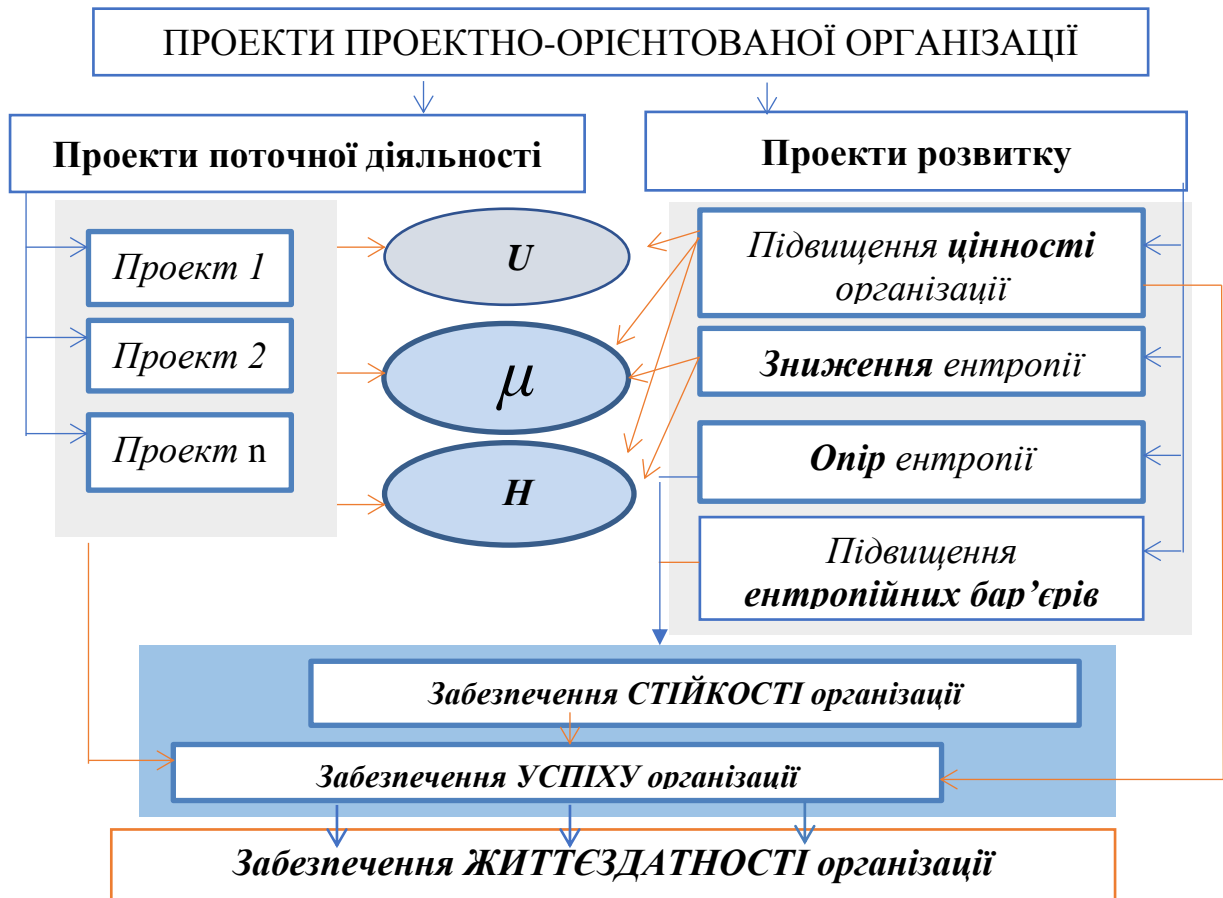 ПРОЕКТИ ПРОЕКТНО-ОРІЄНТОВАНОЇ ОРГАНІЗАЦІЇ
Проекти поточної діяльності
Проекти розвитку
Проект 1
Проект 2
Проект n
U
μ
H
Підвищення цінності
організації
Зниження ентропії
Опір ентропії
Підвищення
ентропійних бар’єрів
Забезпечення СТІЙКОСТІ організації
Забезпечення УСПІХУ організації
Забезпечення ЖИТТЄЗДАТНОСТІ організації